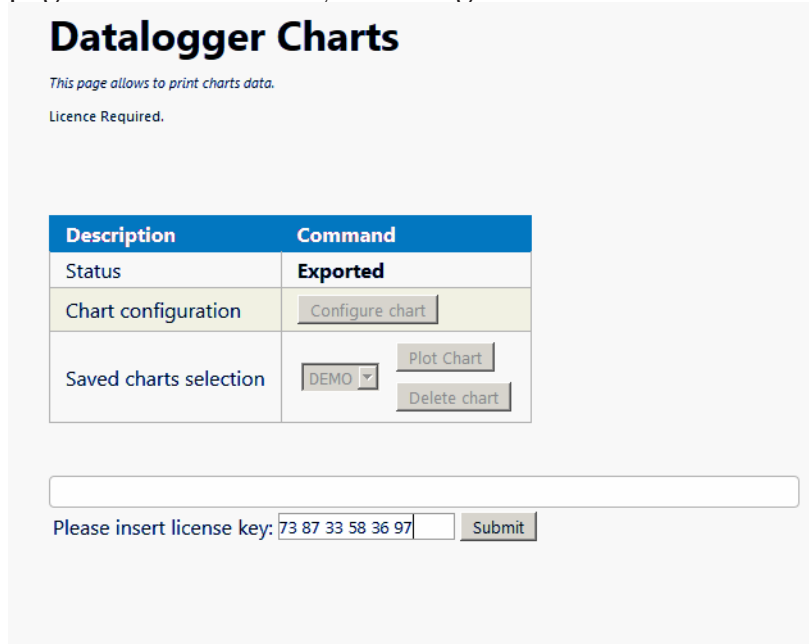 Datalogger Charts
This page allows to print charts data.
Licence Required.
Description Command
Status Exported
Chart configuration Configure chart
Saved charts selection DEMO Plot Chart
Delete chart
Please insert license key: 73 87 33 58 36 97 Submit